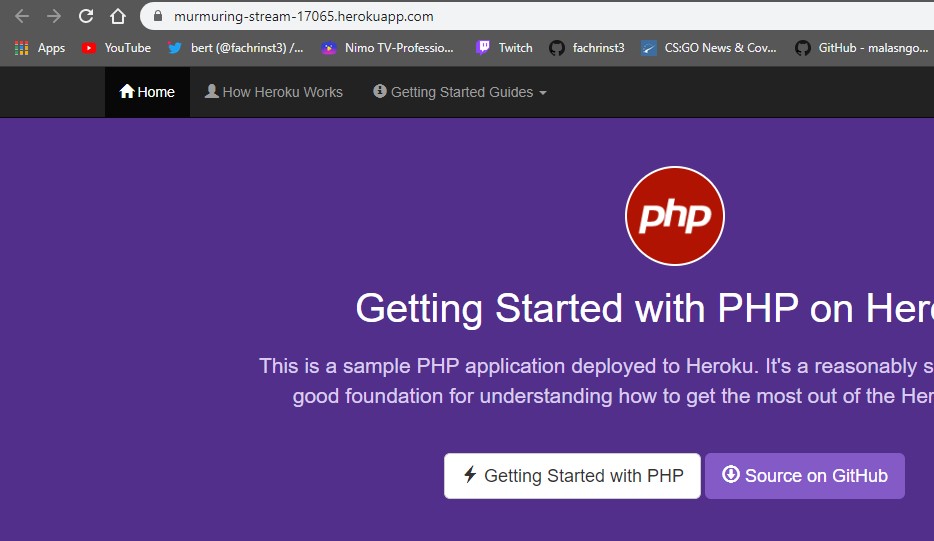 murmuring-stream-17065.herokuapp.com
Apps YouTube bert (@fachrinst3) /... Nimo TV-Professio... Twitch fachrinst3 CS:GO News & Cov... GitHub - malasngo...
Home How Heroku Works Getting Started Guides
php
Getting Started with PHP on Her
This is a sample PHP application deployed to Heroku. It's a reasonably s
good foundation for understanding how to get the most out of the Her
Getting Started with PHP Source on GitHub